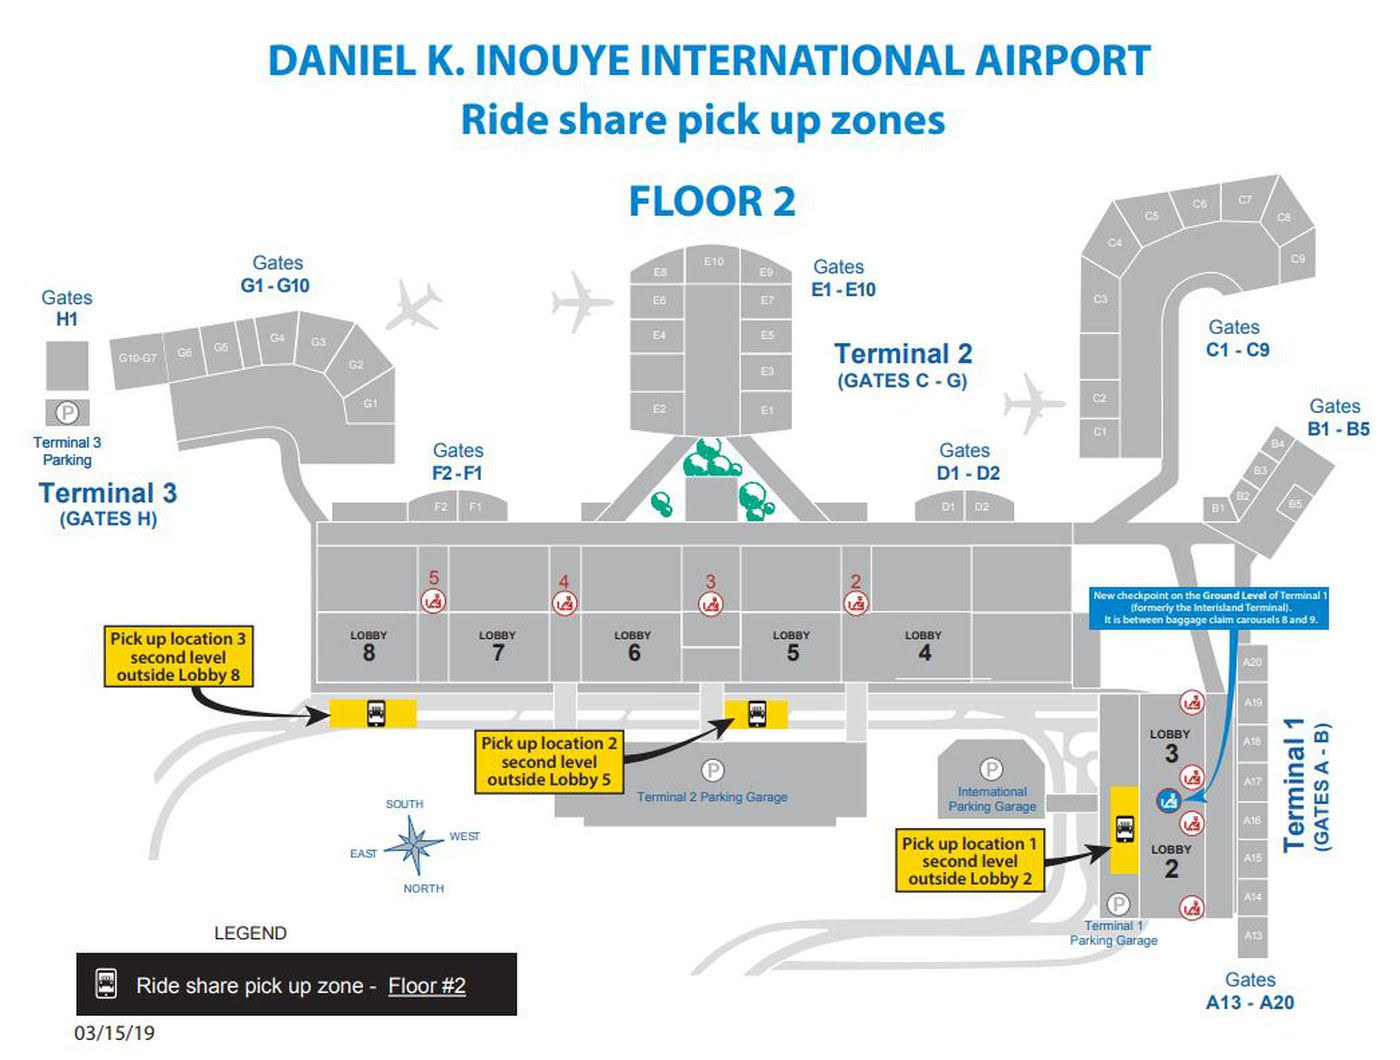 DANIEL K. INOUYE INTERNATIONAL AIRPORT
Ride share pick up zones
FLOOR 2
Gates
H1
Terminal 3
Parking
Terminal 3
(GATES H)
Gates
G1 - G10
G10-G7
G6
G5
G4
G3
G2
G1
Gates
F2 - F1
F2
F1
E8
E10
E9
E6
E7
E4
E5
E3
E2
E1
Gates
E1 - E10
Terminal 2
(GATES C - G)
Gates
D1 - D2
D1
D2
C1
C2
C3
C4
C5
C6
C7
C8
C9
Gates
C1 - C9
Gates
B1 - B5
B4
B3
B2
B1
B5
5
4
3
2
LOBBY
8
LOBBY
7
LOBBY
6
LOBBY
5
LOBBY
4
New checkpoint on the Ground Level of Terminal 1
(formerly the Interisland Terminal).
It is between baggage claim carousels 8 and 9.
Pick up location 3
second level
outside Lobby 8
Pick up location 2
second level
outside Lobby 5
Pick up location 1
second level
outside Lobby 2
P
P
Terminal 2 Parking Garage
P
International
Parking Garage
LOBBY
3
LOBBY
2
P
Terminal 1
Parking Garage
A20
A19
A18
A17
A16
A15
A14
A13
Terminal 1
(GATES A - B)
Gates
A13 - A20
SOUTH
WEST
EAST
NORTH
LEGEND
Ride share pick up zone - Floor #2
03/15/19